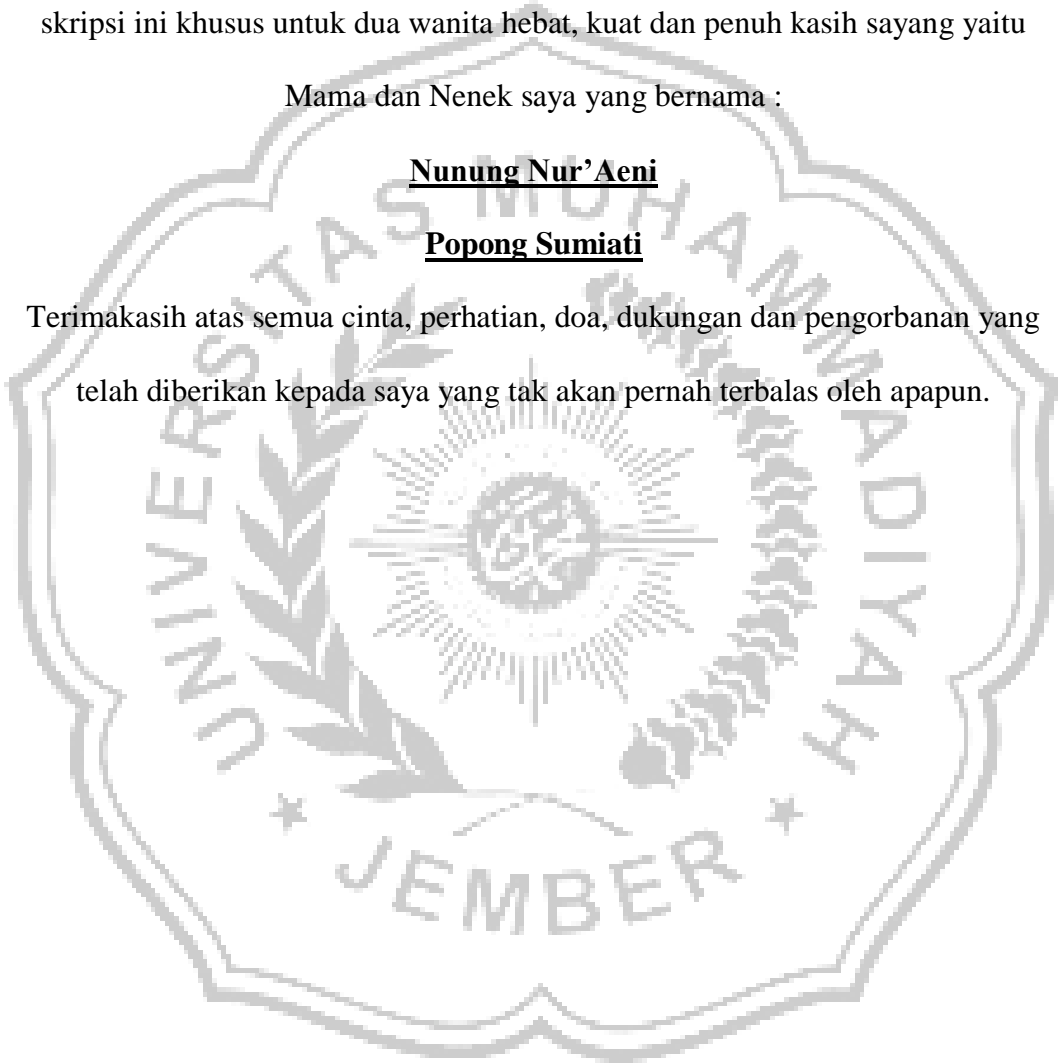 skripsi ini khusus untuk dua wanita hebat, kuat dan penuh kasih sayang yaitu
Mama dan Nenek saya yang bernama :
Nunung Nur’Aeni
Popong Sumiati
Terimakasih atas semua cinta, perhatian, doa, dukungan dan pengorbanan yang
telah diberikan kepada saya yang tak akan pernah terbalas oleh apapun.
UNIVERSITAS MUHAMMADIYAH
JEMBER